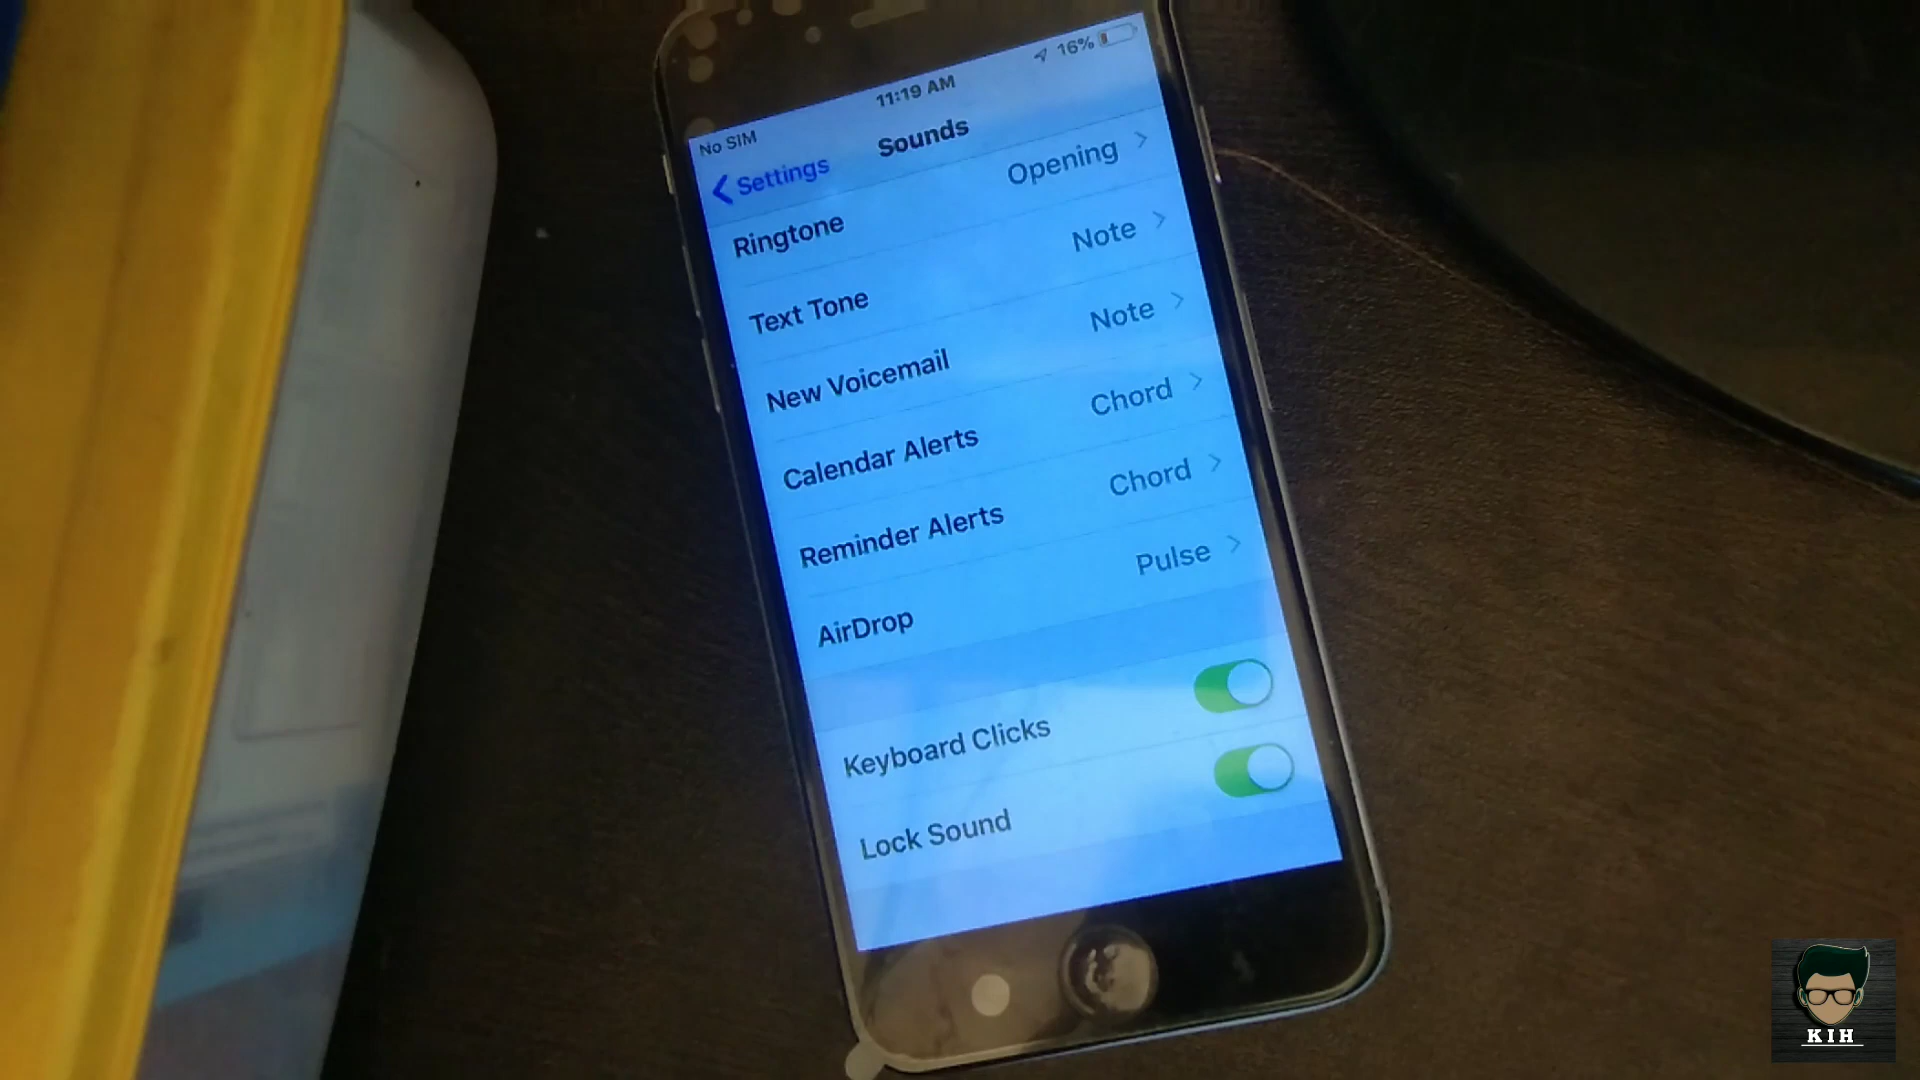 No SIM 11:19 AM 16%
Settings Sounds
Ringtone Opening
Text Tone Note
New Voicemail Note
Calendar Alerts Chord
Reminder Alerts Chord
AirDrop Pulse
Keyboard Clicks
Lock Sound
KIH